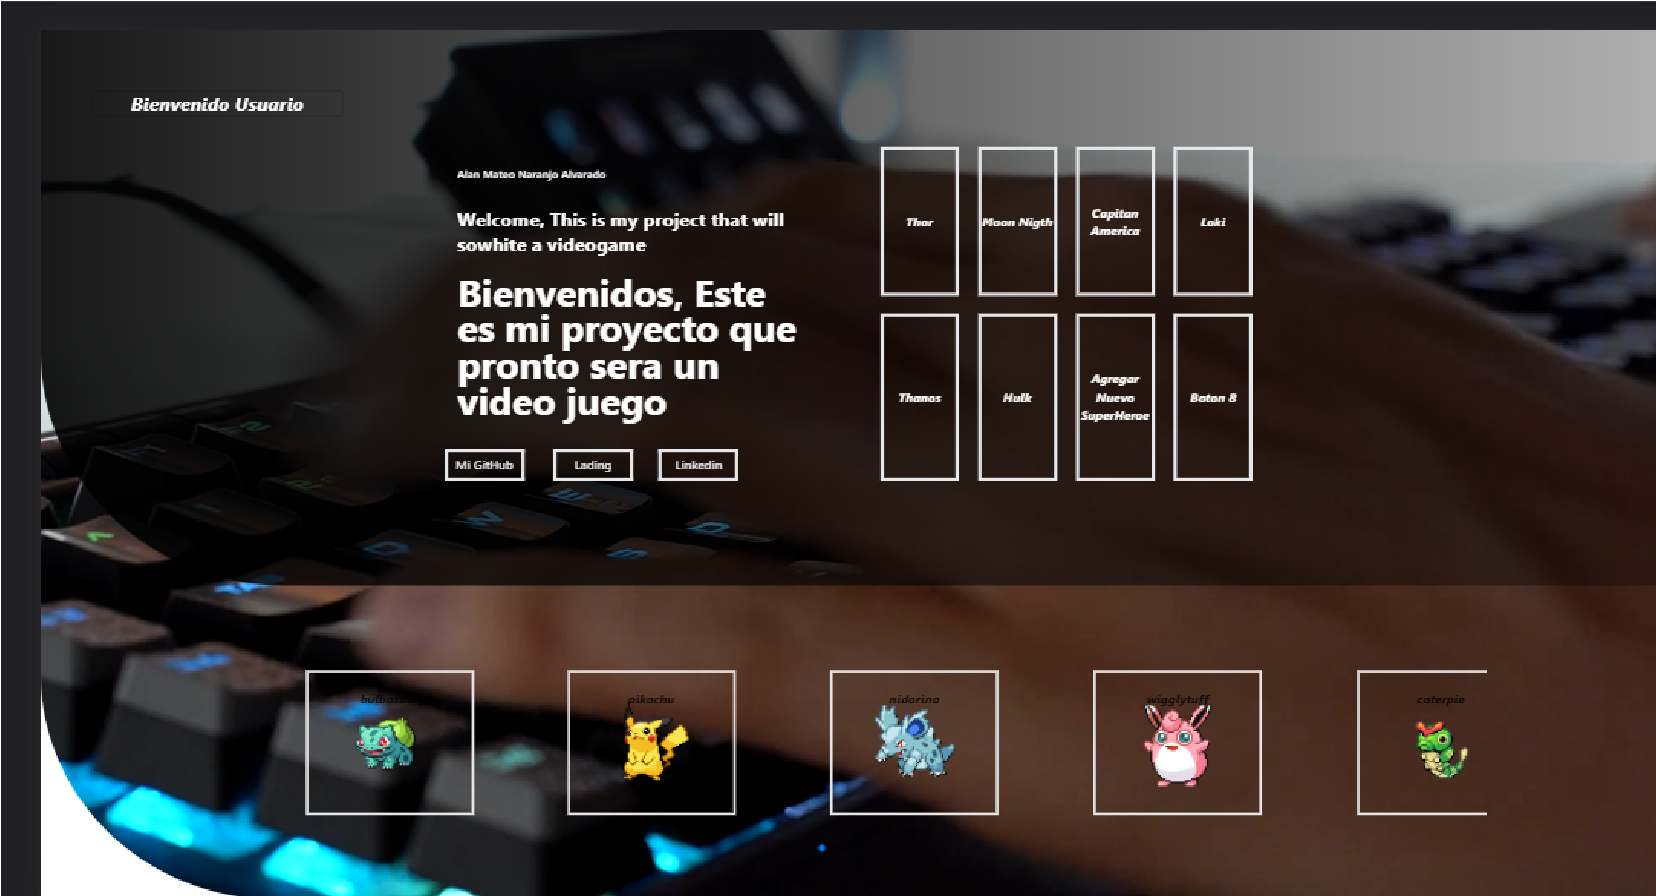 Bienvenido Usuario
Alan Mateo Naranjo Alvarado
Welcome, This is my project that will
sowhite a videogame
Bienvenidos, Este
es mi proyecto que
pronto sera un
video juego
Mi GitHub
Lading
Linkedin
Thor
Moon Nigth
Capitan
America
Loki
Thanos
Hulk
Agregar
Nuevo
SuperHeroe
Boton 8
bulbasaur
pikachu
nidorina
wigglytuff
caterpie